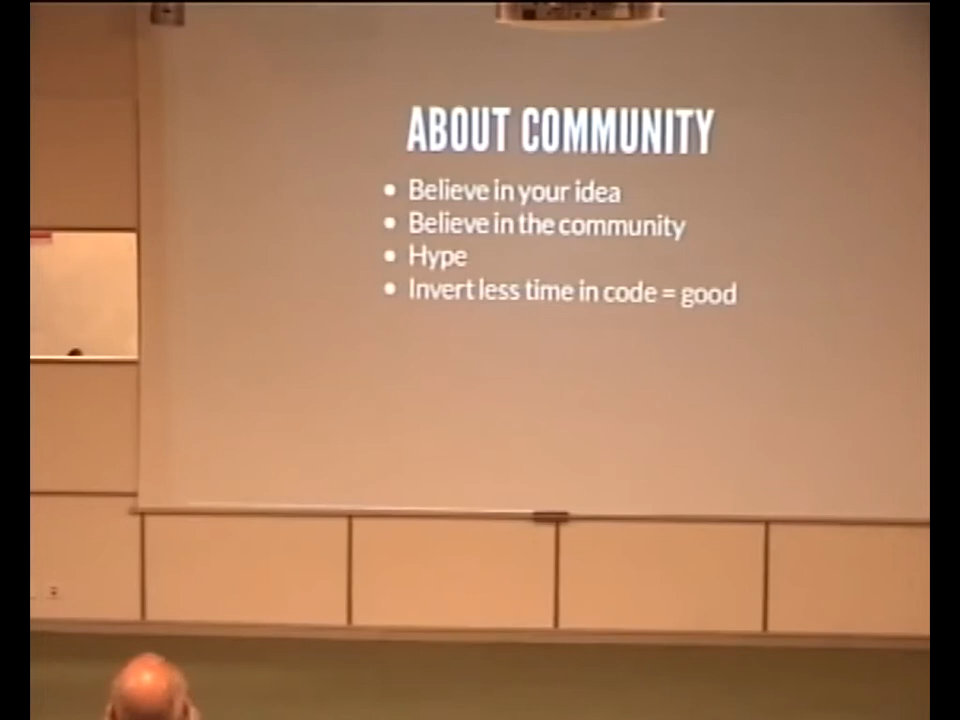 ABOUT COMMUNITY
• Believe in your idea
• Believe in the community
• Hype
• Invert less time in code = good